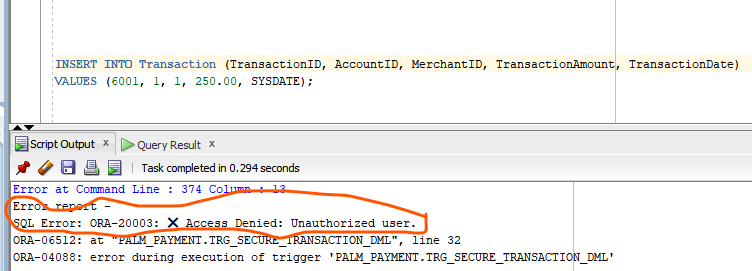 INSERT INTO Transaction (TransactionID, AccountID, MerchantID, TransactionAmount, TransactionDate)
VALUES (6001, 1, 1, 250.00, SYSDATE);
Script Output x Query Result x
Task completed in 0.294 seconds
Error at Command Line : 374 Column : 13
Error report -
SQL Error: ORA-20003: ❌ Access Denied: Unauthorized user.
ORA-06512: at "PALM_PAYMENT.TRG_SECURE_TRANSACTION_DML", line 32
ORA-04088: error during execution of trigger 'PALM_PAYMENT.TRG_SECURE_TRANSACTION_DML'